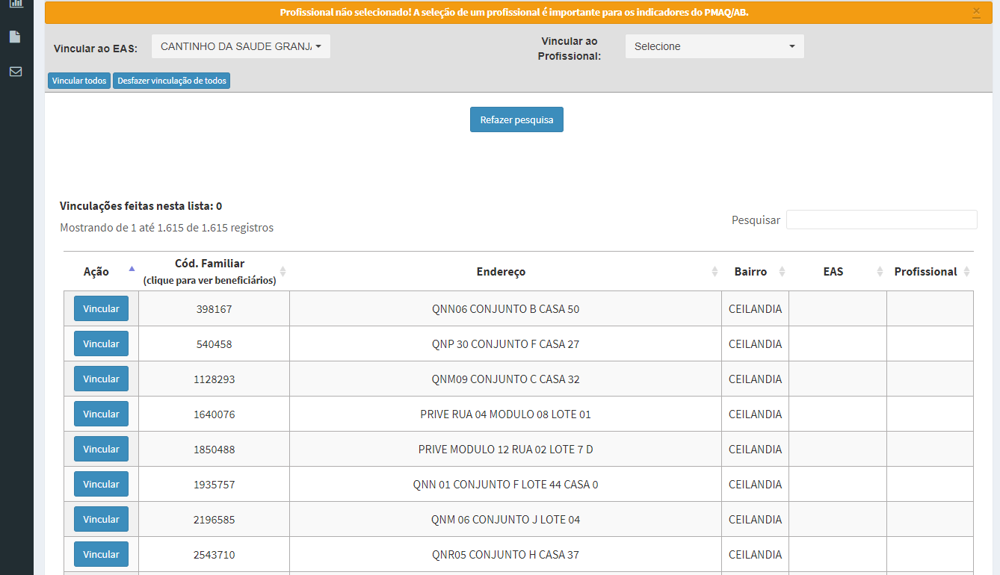 Profissional não selecionado! A seleção de um profissional é importante para os indicadores do PMAQ/AB.
×
Vincular ao EAS:
CANTINHO DA SAUDE GRANJA
Vincular ao
Profissional:
Selecione
Vincular todos
Desfazer vinculação de todos
Refazer pesquisa
Vinculações feitas nesta lista: 0
Mostrando de 1 até 1.615 de 1.615 registros
Pesquisar
Ação
Cód. Familiar
(clique para ver beneficiários)
Endereço
Bairro
EAS
Profissional
Vincular 398167 QNN06 CONJUNTO B CASA 50 CEILANDIA
Vincular 540458 QNP 30 CONJUNTO F CASA 27 CEILANDIA
Vincular 1128293 QNM09 CONJUNTO C CASA 32 CEILANDIA
Vincular 1640076 PRIVE RUA 04 MODULO 08 LOTE 01 CEILANDIA
Vincular 1850488 PRIVE MODULO 12 RUA 02 LOTE 7 D CEILANDIA
Vincular 1935757 QNN 01 CONJUNTO F LOTE 44 CASA 0 CEILANDIA
Vincular 2196585 QNM 06 CONJUNTO J LOTE 04 CEILANDIA
Vincular 2543710 QNR05 CONJUNTO H CASA 37 CEILANDIA